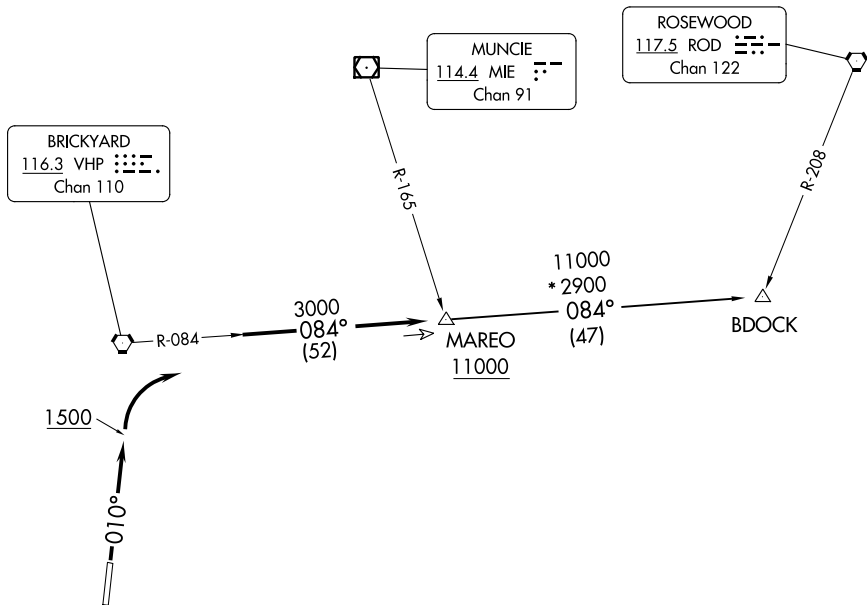 ROSEWOOD
117.5 ROD
Chan 122
MUNCIE
114.4 MIE
Chan 91
BRICKYARD
116.3 VHP
Chan 110
R-165
R-208
11000
*2900
084°
(47)
3000
084°
(52)
R-084
MAREO
11000
BDOCK
1500
010°